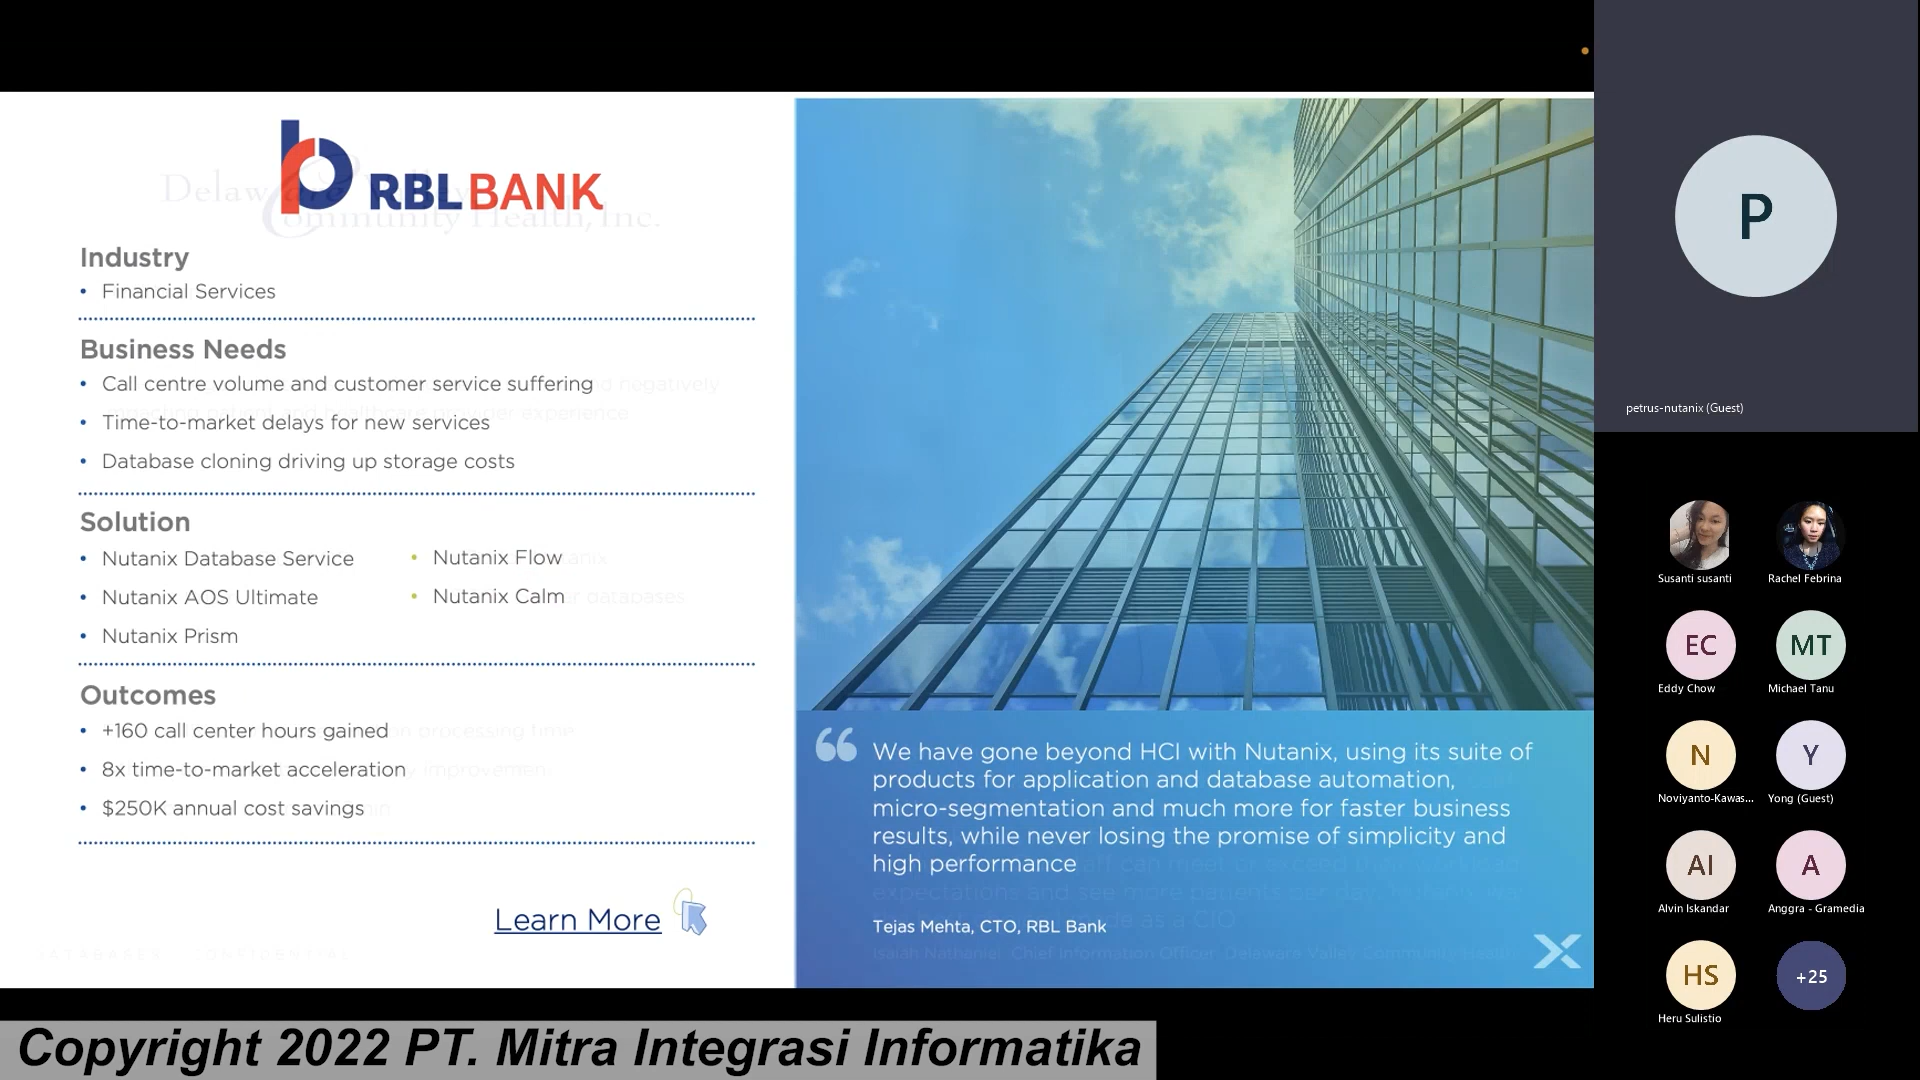 RBL BANK
Industry
• Financial Services
Business Needs
• Call centre volume and customer service suffering
• Time-to-market delays for new services
• Database cloning driving up storage costs
Solution
• Nutanix Database Service
• Nutanix AOS Ultimate
• Nutanix Prism
• Nutanix Flow
• Nutanix Calm
Outcomes
• +160 call center hours gained
• 8x time-to-market acceleration
• $250K annual cost savings
Learn More
“ We have gone beyond HCI with Nutanix, using its suite of
products for application and database automation,
micro-segmentation and much more for faster business
results, while never losing the promise of simplicity and
high performance
Tejas Mehta, CTO, RBL Bank
P
petrus-nutanix (Guest)
Susanti susanti
Rachel Febrina
EC
Eddy Chow
MT
Michael Tanu
N
Noviyanto-Kawas...
Y
Yong (Guest)
AI
Alvin Iskandar
A
Anggra - Gramedia
HS
Heru Sulistio
+25
Copyright 2022 PT. Mitra Integrasi Informatika